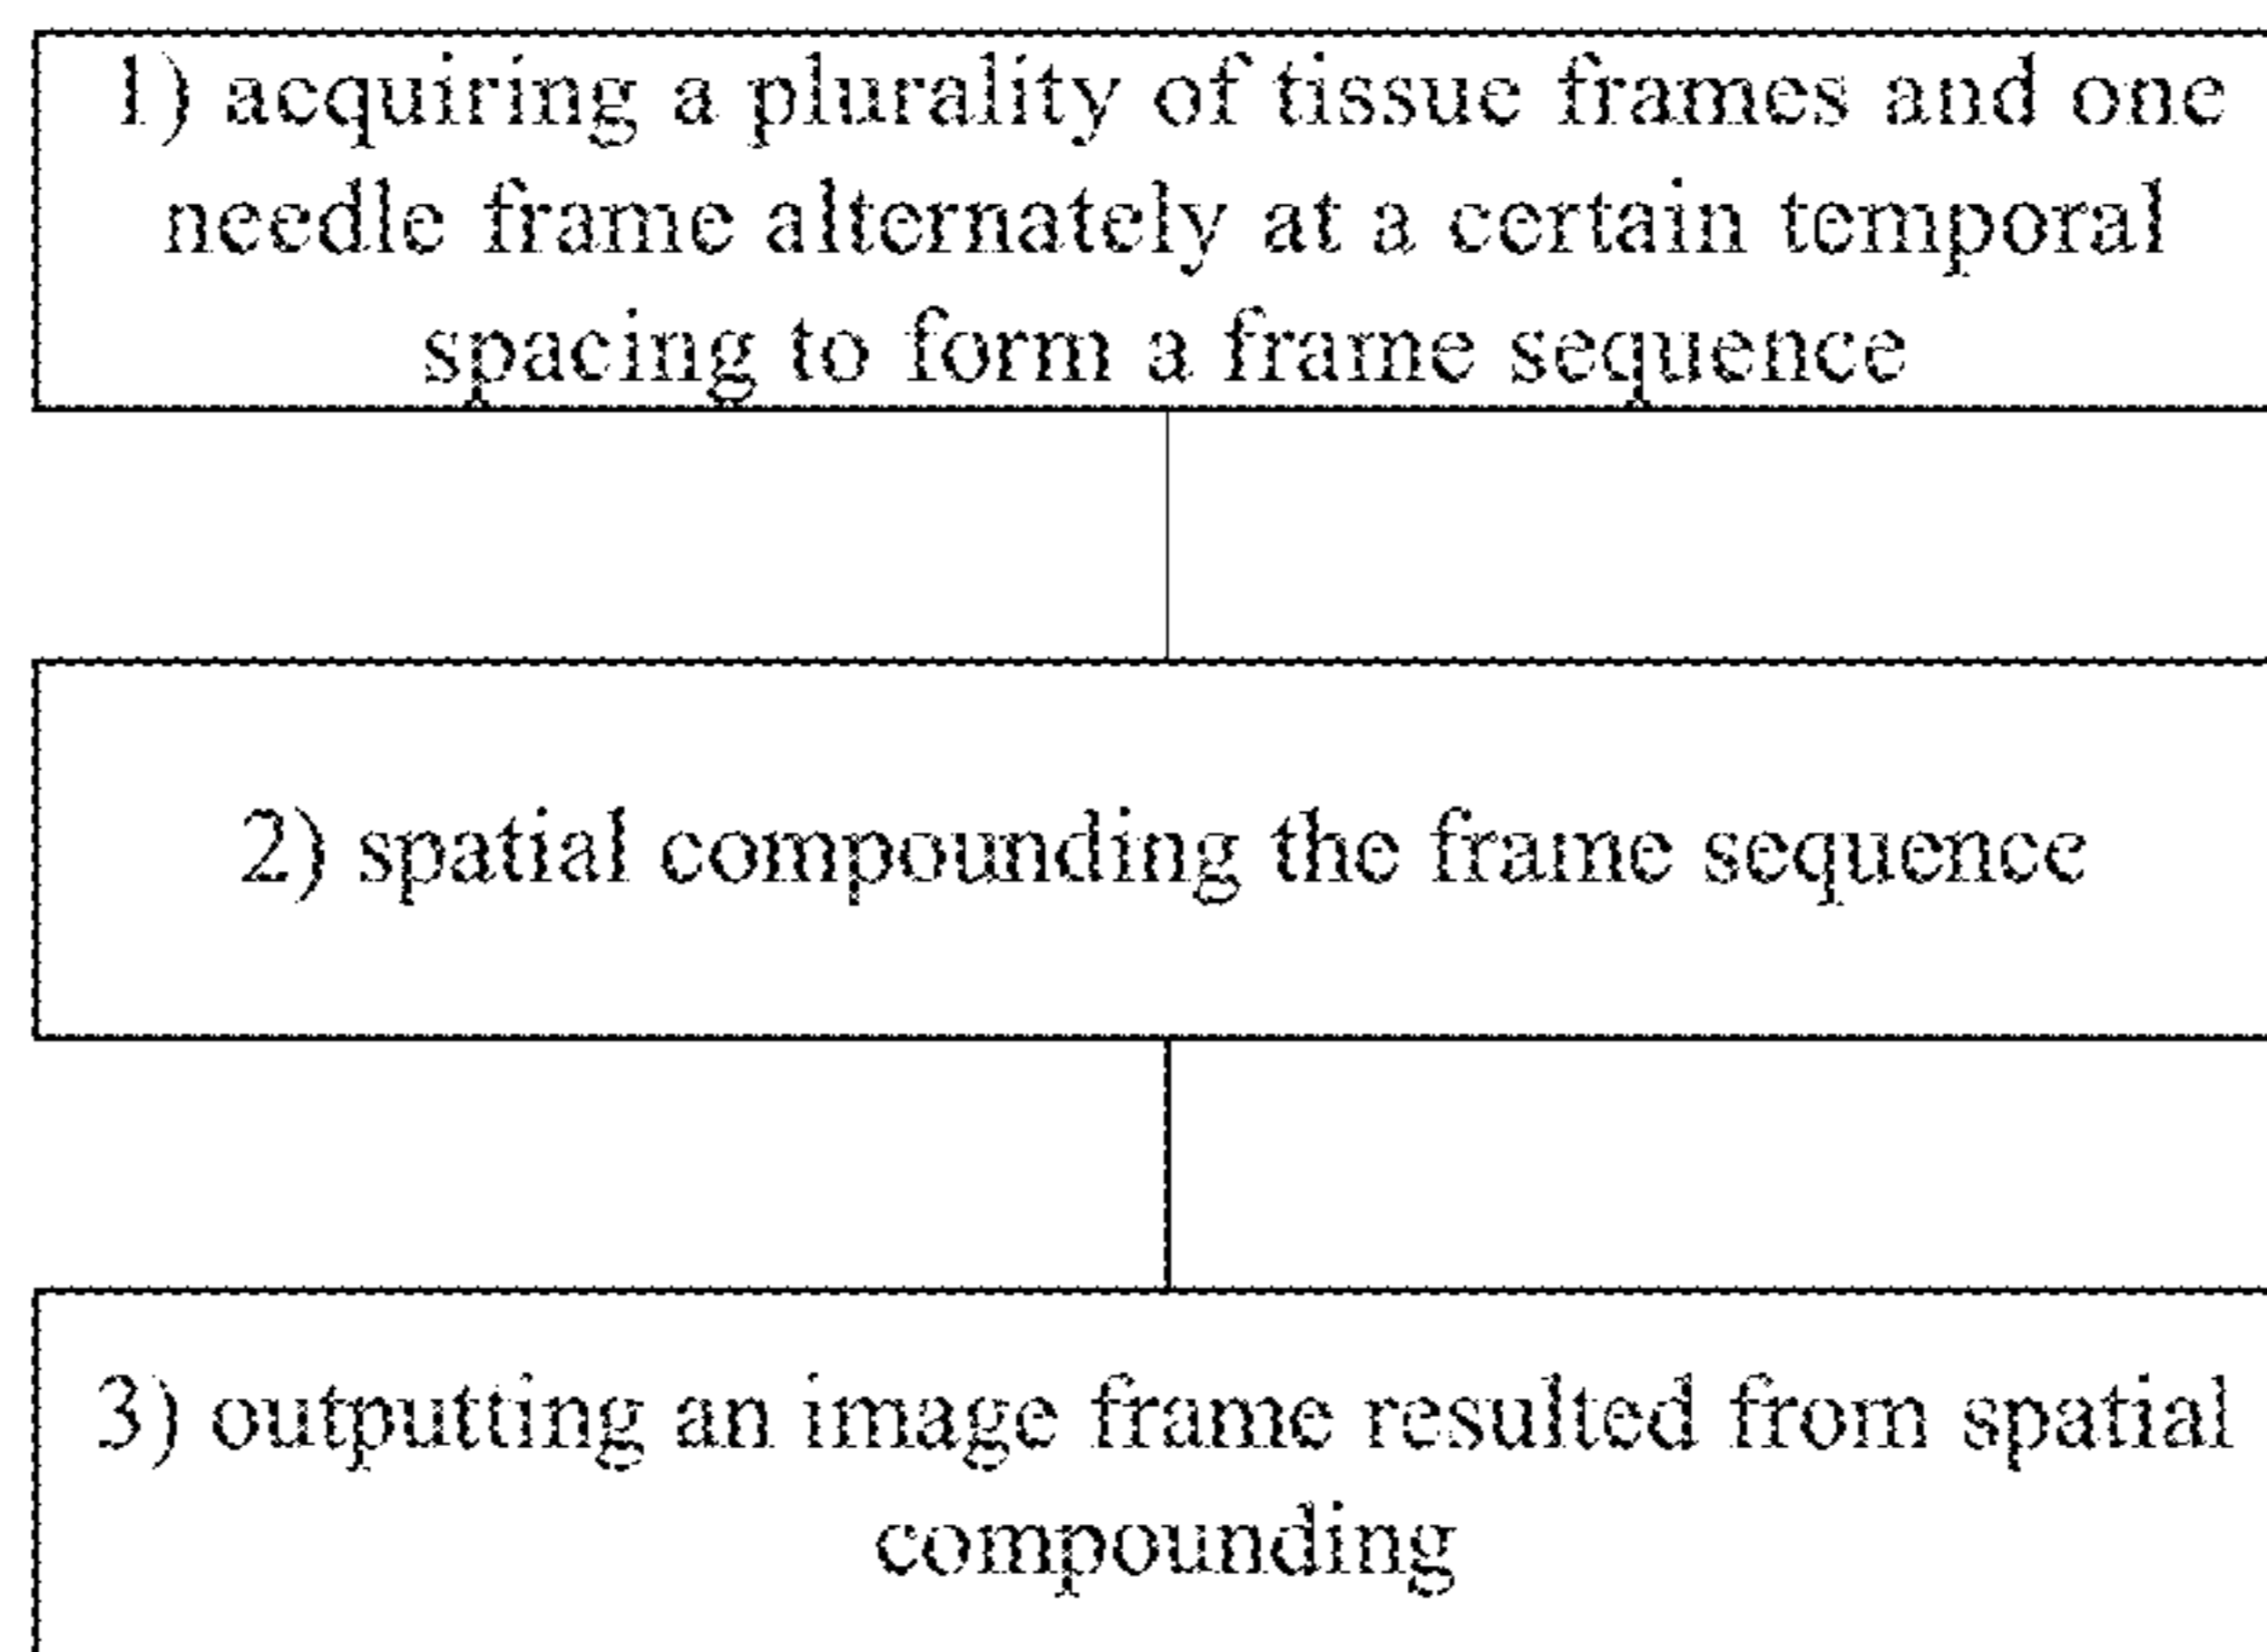 1) acquiring a plurality of tissue frames and one
needle frame alternately at a certain temporal
spacing to form a frame sequence
2) spatial compounding the frame sequence
3) outputting an image frame resulted from spatial
compounding